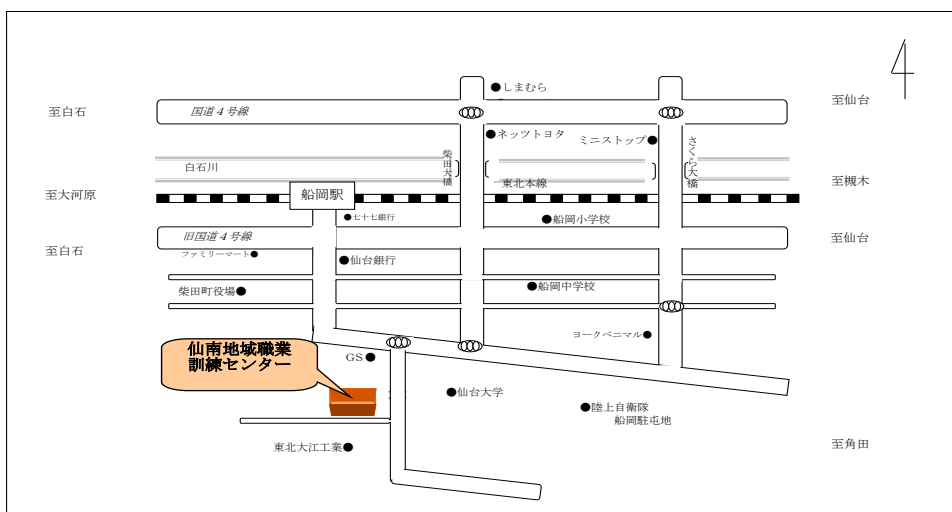 しまむら
至仙台
至白石
国道４号線
ネッツトヨタ
ミニストップ
さくら大橋
柴田大橋
白石川
東北本線
至槻木
至大河原
船岡駅
七十七銀行
船岡小学校
旧国道４号線
至仙台
至白石
ファミリーマート
仙台銀行
船岡中学校
柴田町役場
ヨークベニマル
仙南地域職業
訓練センター
GS
仙台大学
陸上自衛隊
船岡駐屯地
東北大江工業
至角田